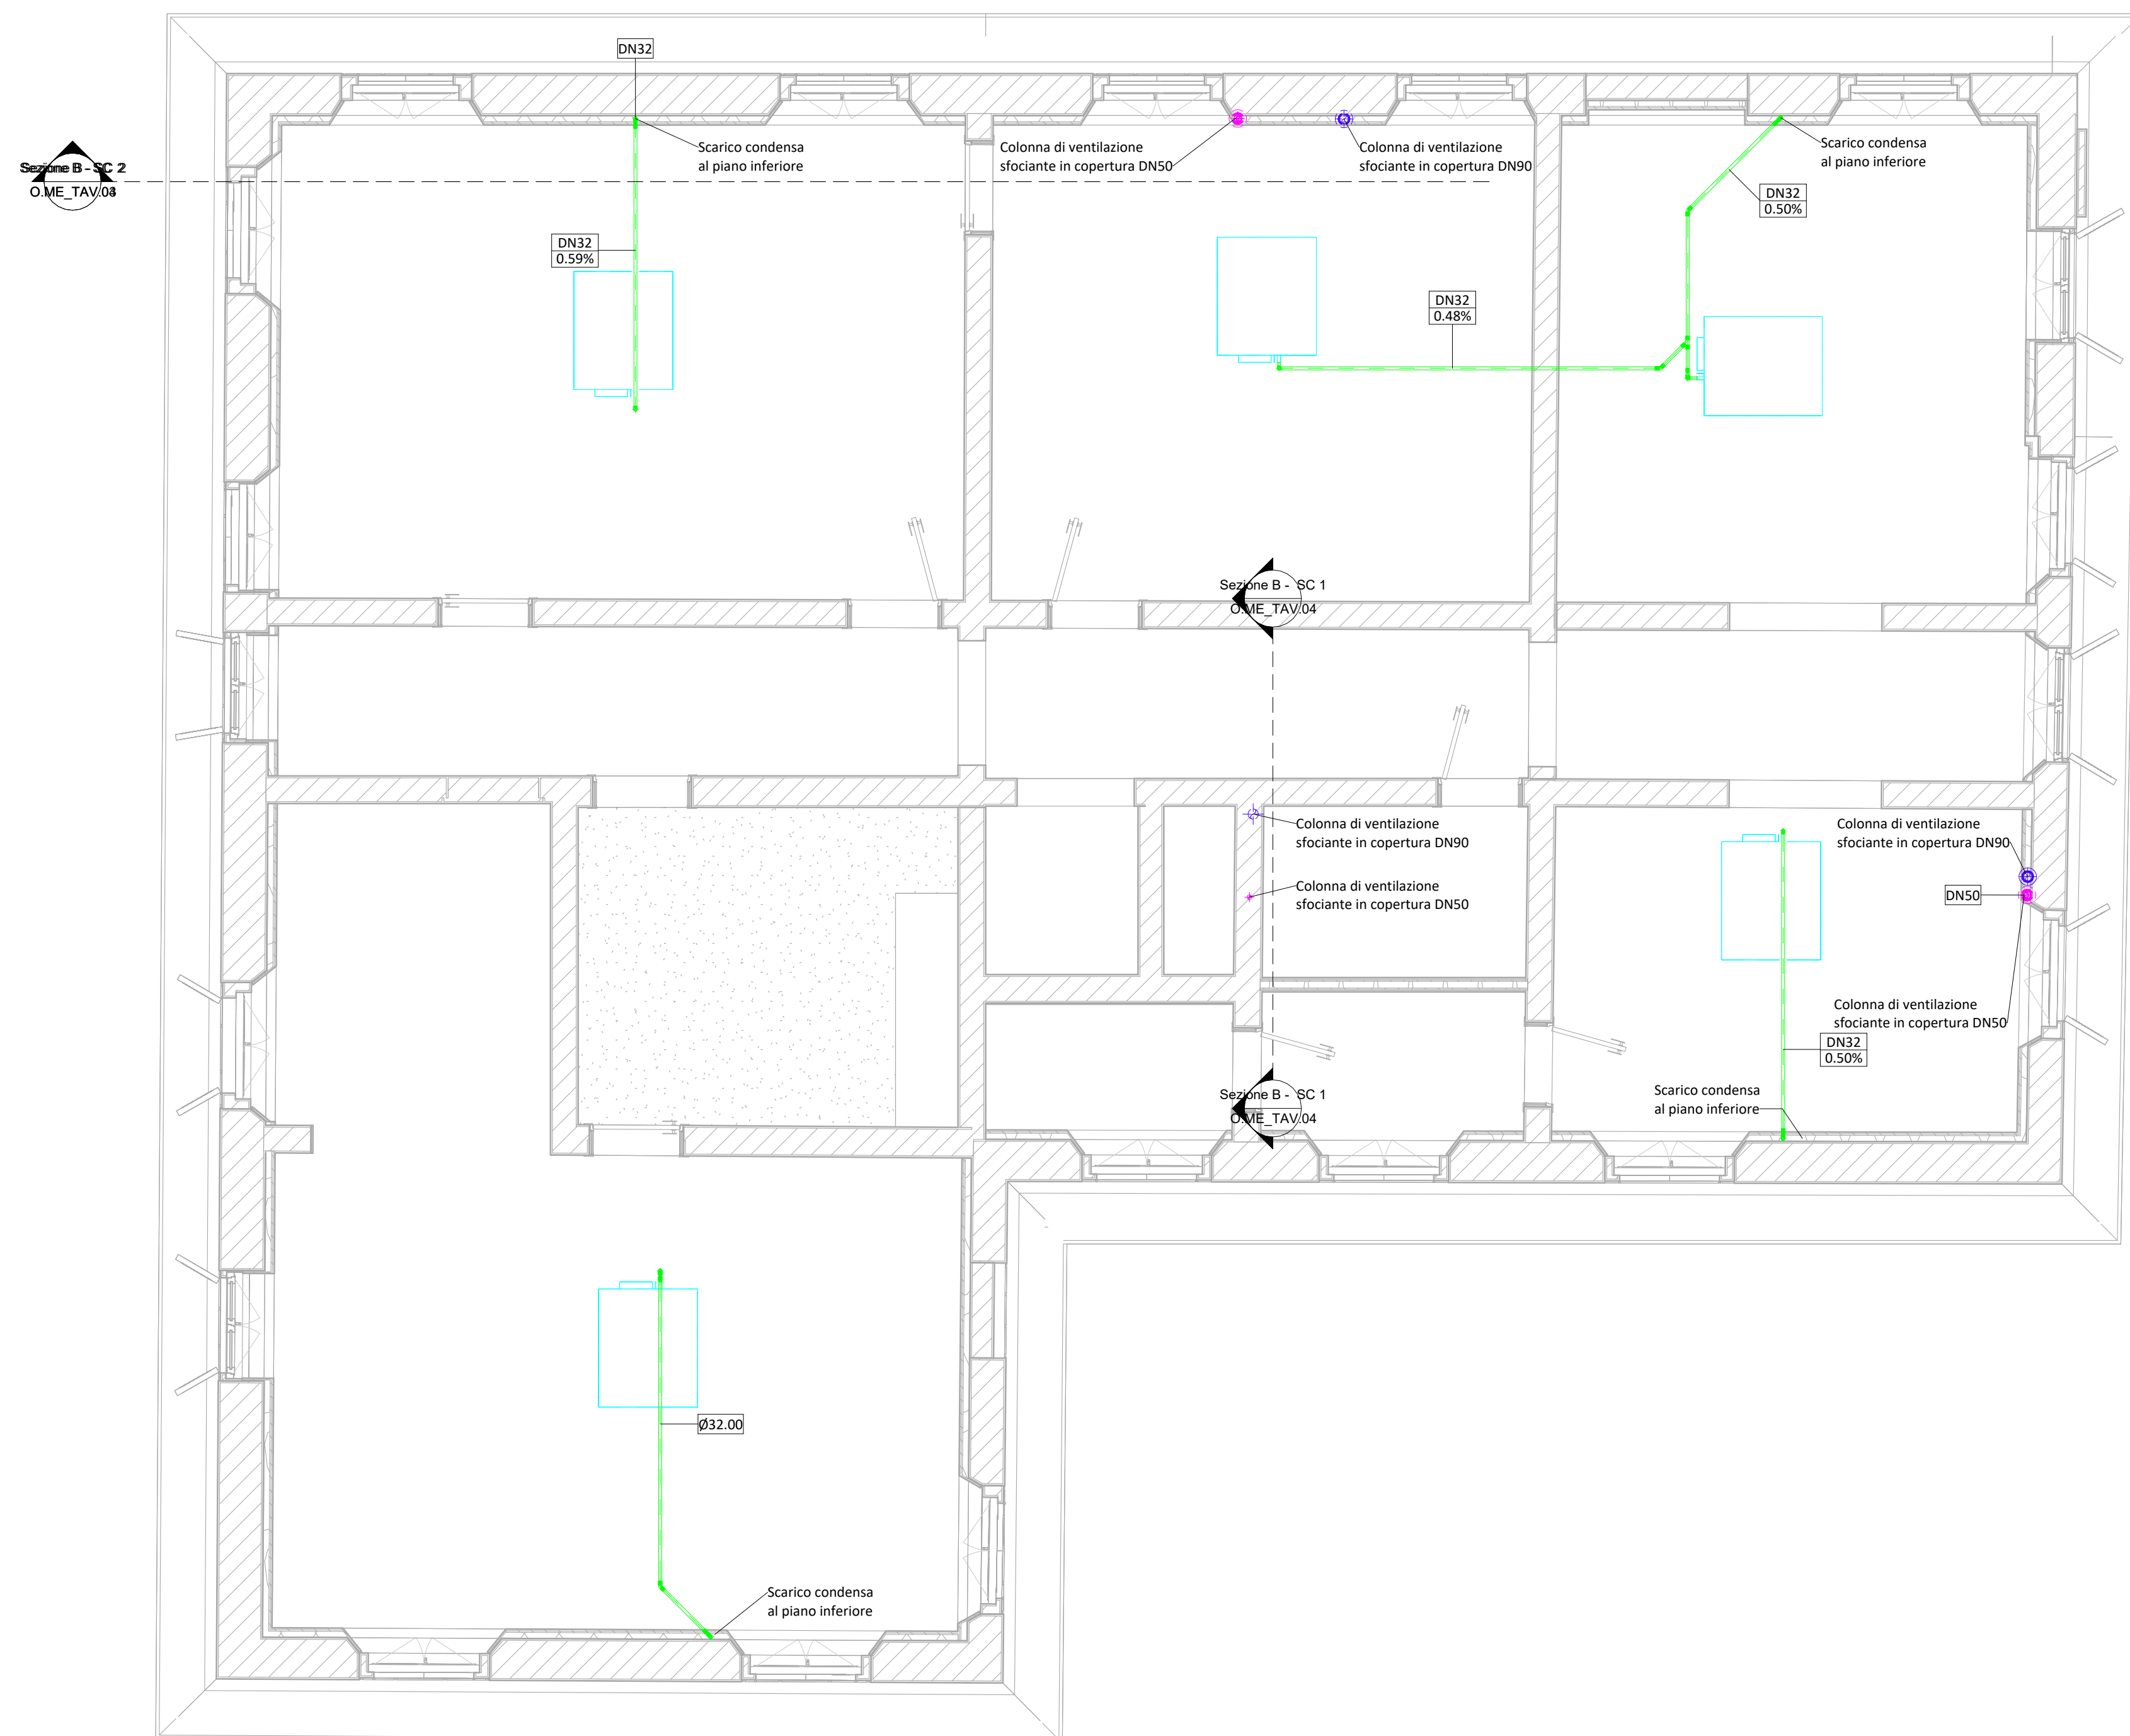 DN32
Scarico condensa
al piano inferiore
Colonna di ventilazione
sfociante in copertura DN50
Colonna di ventilazione
sfociante in copertura DN90
Scarico condensa
al piano inferiore
Sezione B - SC 2
DN32
0.50%
DN32
0.59%
DN32
0.48%
Sezione B - SC 1
O.ME_TAV.04
Colonna di ventilazione
sfociante in copertura DN90
Colonna di ventilazione
sfociante in copertura DN90
Colonna di ventilazione
sfociante in copertura DN50
DN50
Colonna di ventilazione
sfociante in copertura DN50
DN32
0.50%
Scarico condensa
al piano inferiore
Sezione B - SC 1
O.ME_TAV.04
Ø32.00
Scarico condensa
al piano inferiore